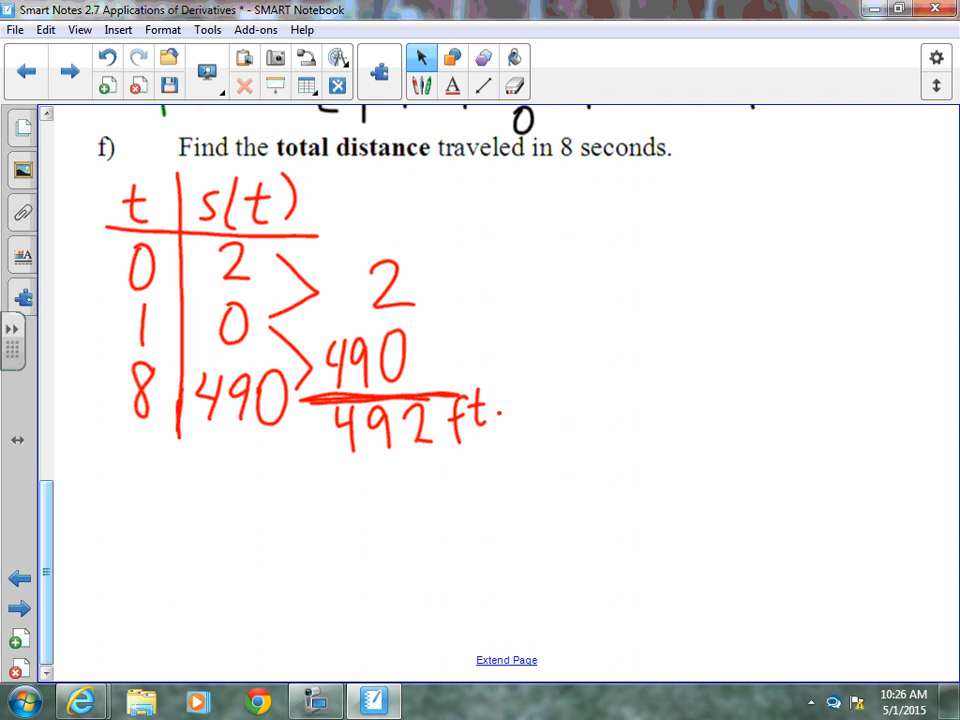 Smart Notes 2.7 Applications of Derivatives * - SMART Notebook
File Edit View Insert Format Tools Add-ons Help
0
f) Find the total distance traveled in 8 seconds.
t s(t)
0 2
2
1 0
490
8 490
492 ft.
Extend Page
10:26 AM
5/1/2015